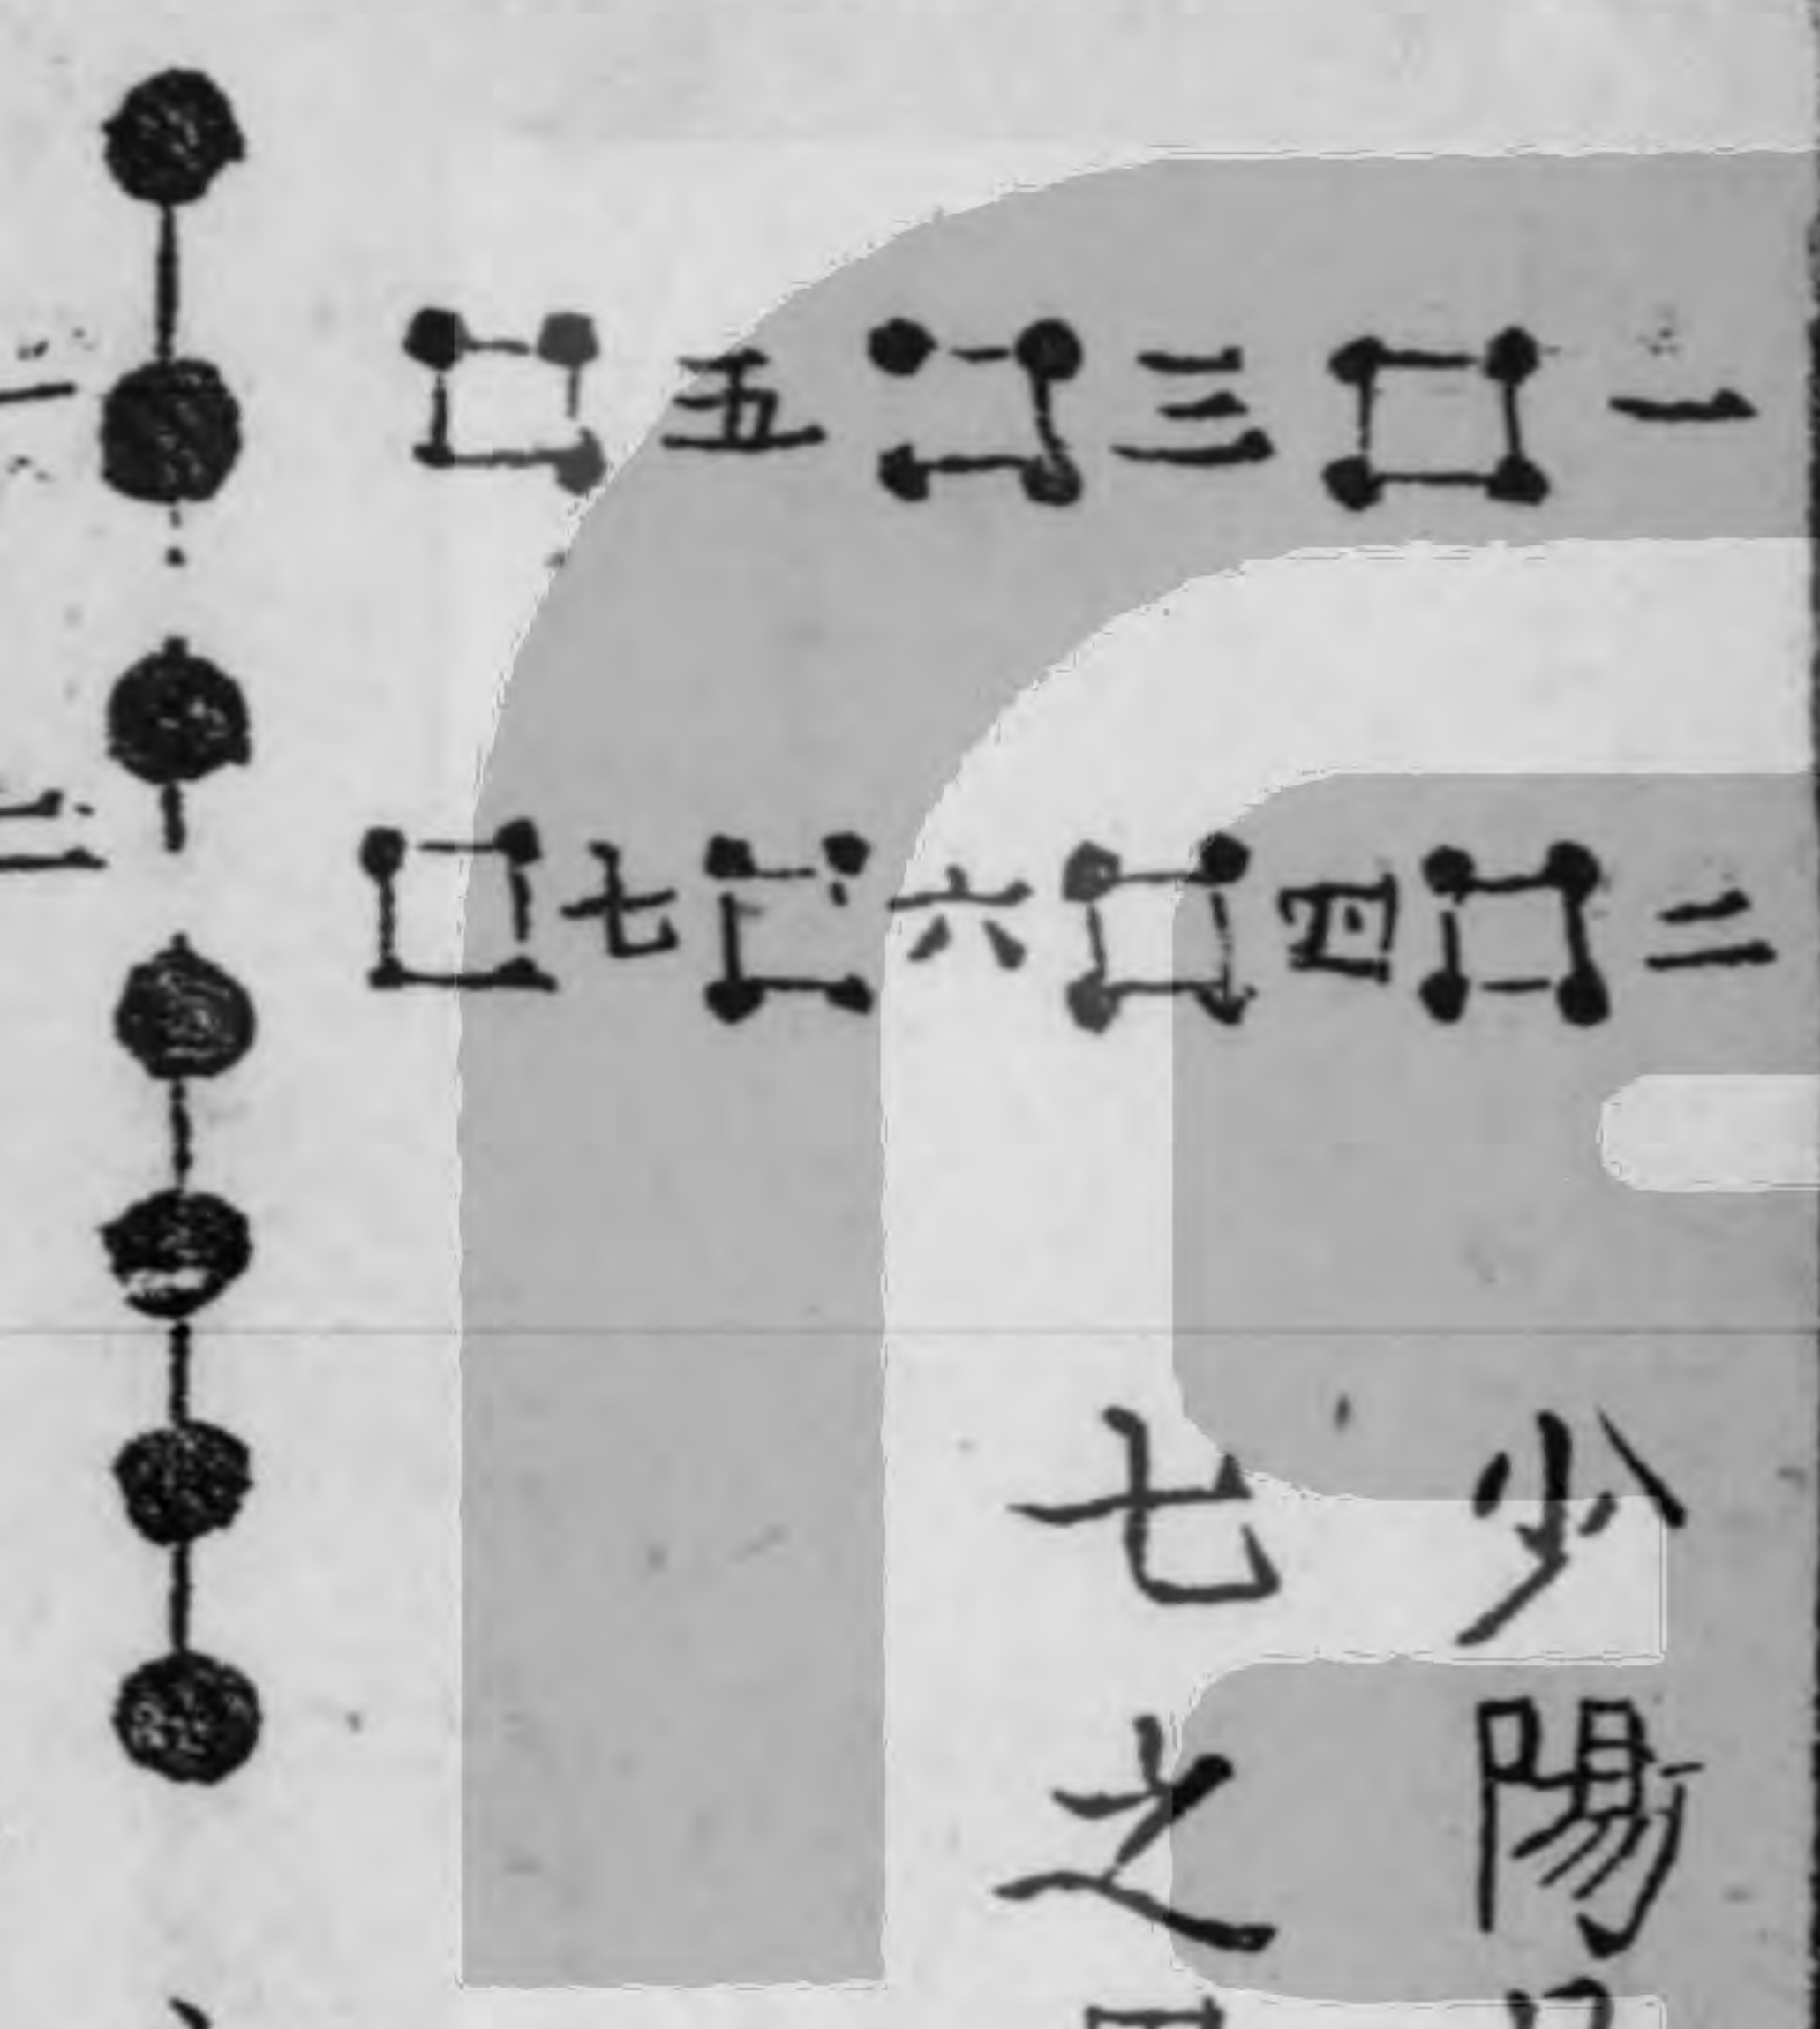 一
二
三
四
五
六
七
少陽
七之